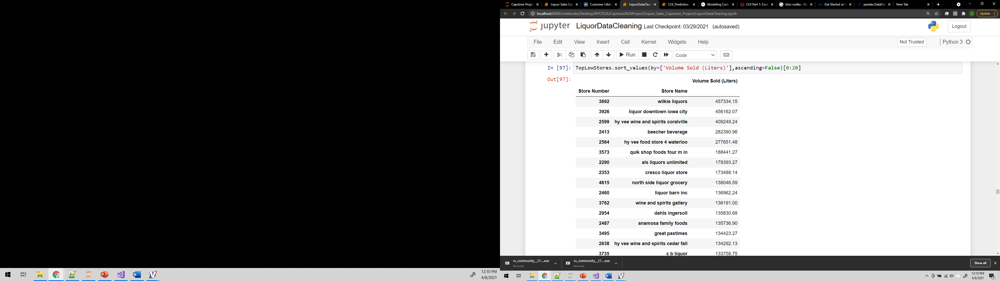 Capstone Projec
Liquor Sales Cap
Customer Lifetin
LiquorDataClean
CLV_Prediction
Modelling Custo
CLV Part 1: Cust
titos vodka - Goo
Get Started on V
pandas.DataFra
New Tab
localhost:8888/notebooks/Desktop/NYCDSA/Capstone%20Project/Liquor_Sales_Capstone_Project/LiquorDataCleaning.ipynb
Update
jupyter LiquorDataCleaning Last Checkpoint: 03/29/2021 (autosaved)
Logout
File Edit View Insert Cell Kernel Widgets Help
Not Trusted
Python 3
Run
Code
In [97]: TopLowStores.sort_values(by=['Volume Sold (Liters)'],ascending=False)[0:20]
Out[97]:
Volume Sold (Liters)
Store Number Store Name
3692 wilkie liquors 457334.15
3926 liquor downtown iowa city 456162.07
2599 hy vee wine and spirits coralville 409249.24
2413 beecher beverage 282390.96
2564 hy vee food store 4 waterloo 277651.48
3573 quik shop foods four m in 188441.27
2290 als liquors unlimited 178393.27
2353 cresco liquor store 173488.14
4615 north side liquor grocery 138046.59
2460 liquor barn inc 136962.24
3762 wine and spirits gallery 136191.00
2954 dahls ingersoll 135830.68
2487 anamosa family foods 135736.90
3495 great pastimes 134423.27
2638 hy vee wine and spirits cedar fall 134292.13
3735 c b liquor 133758.75
vs_community__27....exe
Removed
vs_community__27....exe
Removed
Show all
12:10 PM
4/8/2021
12:10 PM
4/8/2021